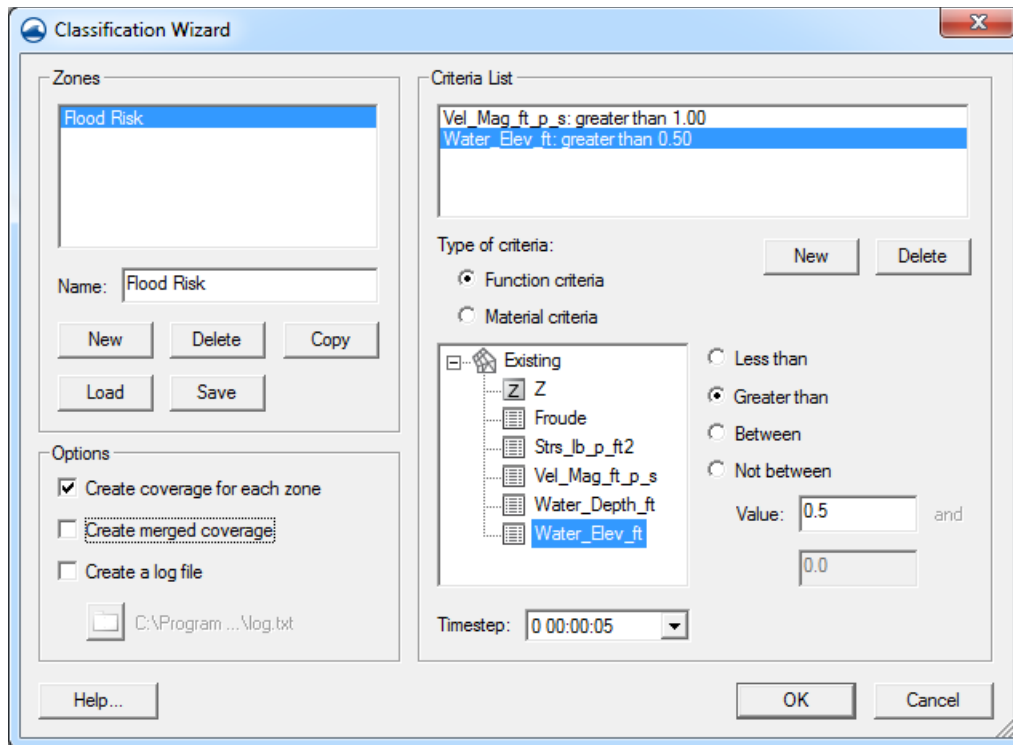 Classification Wizard
Zones
Flood Risk
Name: Flood Risk
New Delete Copy
Load Save
Options
Create coverage for each zone
Create merged coverage
Create a log file
C:\Program ...\log.txt
Criteria List
Vel_Mag_ft_p_s: greater than 1.00
Water_Elev_ft: greater than 0.50
Type of criteria:
New Delete
Function criteria
Material criteria
Existing
Z Z
Froude
Strs_lb_p_ft2
Vel_Mag_ft_p_s
Water_Depth_ft
Water_Elev_ft
Less than
Greater than
Between
Not between
Value: 0.5 and
0.0
Timestep: 0 00:00:05
Help... OK Cancel